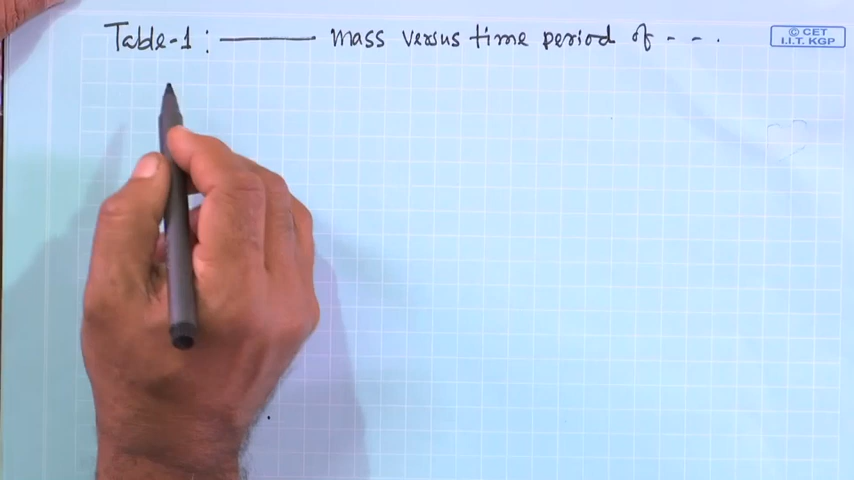 Table-1: ——— mass versus time period of - - .
© CET
I.I.T. KGP